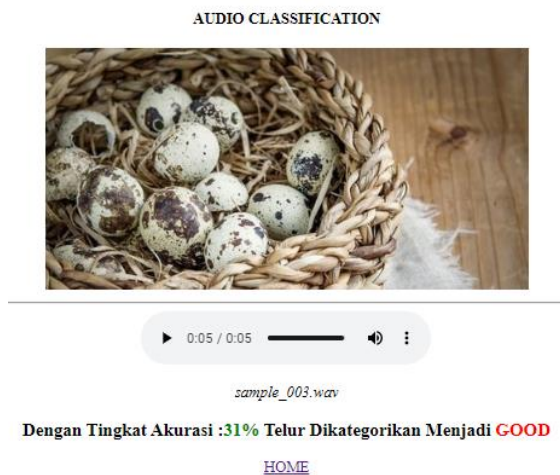 AUDIO CLASSIFICATION
0:05 / 0:05
sample_003.wav
Dengan Tingkat Akurasi :31% Telur Dikategorikan Menjadi GOOD
HOME